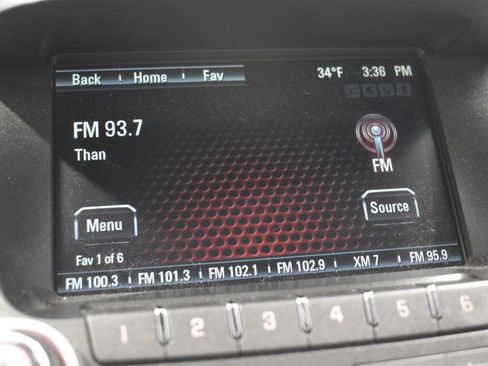 Back Home Fav 34°F 3:36 PM
FM 93.7
Than
FM
Menu
Source
Fav 1 of 6
FM 100.3 FM 101.3 FM 102.1 FM 102.9 XM 7 FM 95.9
1 2 3 4 5 6